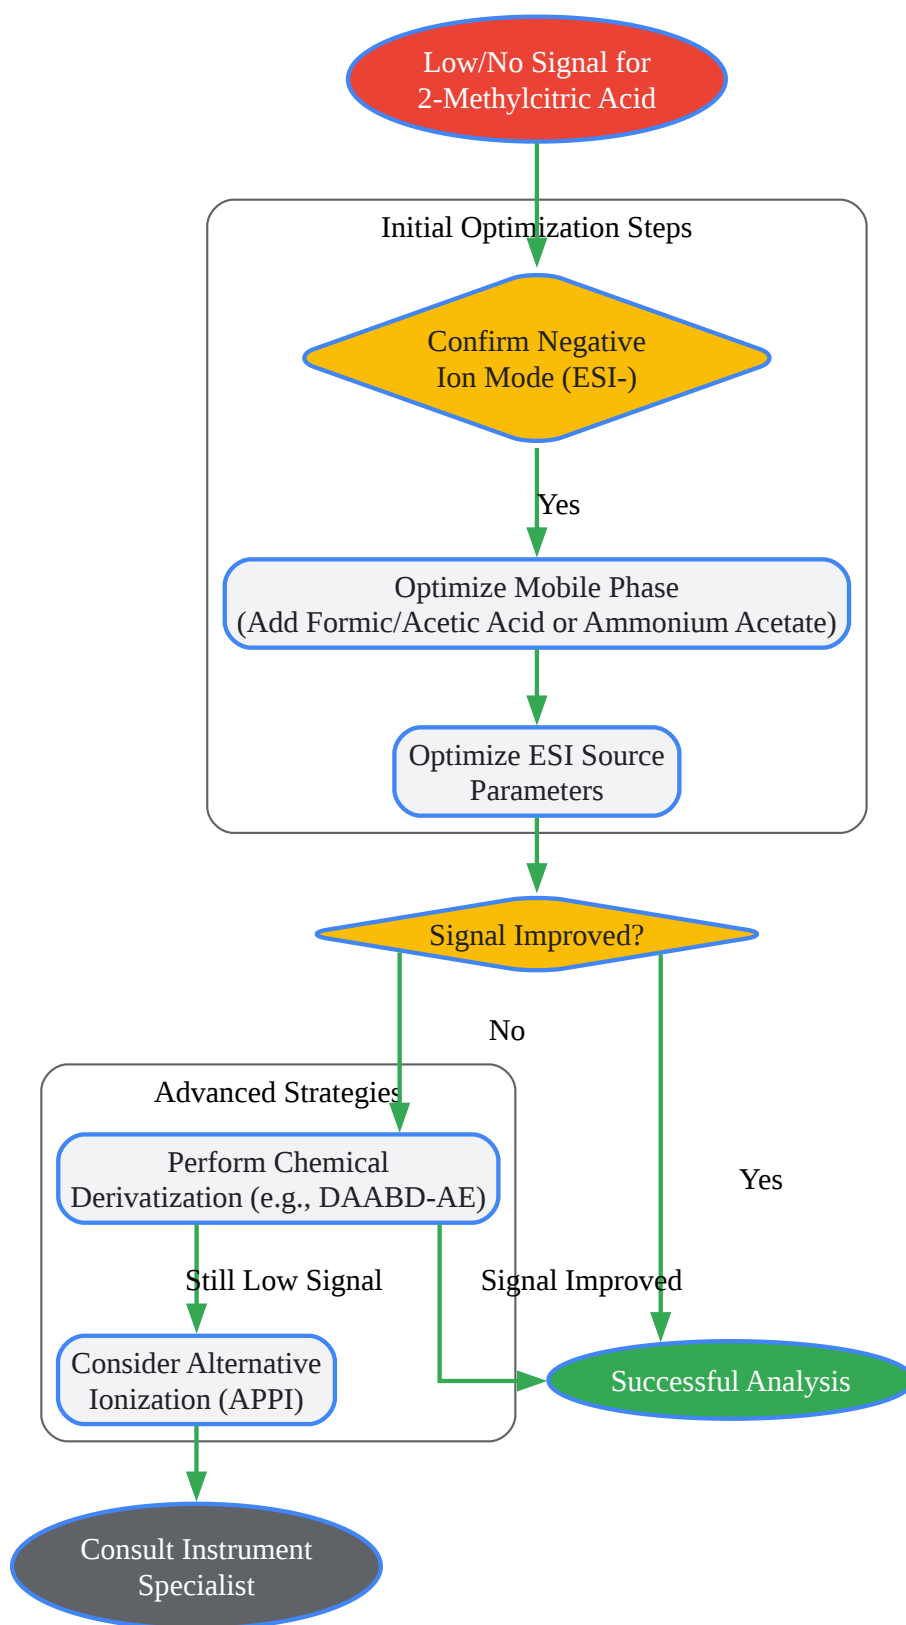 Low/No Signal for
2-Methylcitric Acid
Initial Optimization Steps
Confirm Negative
Ion Mode (ESI-)
Yes
Optimize Mobile Phase
(Add Formic/Acetic Acid or Ammonium Acetate)
Optimize ESI Source
Parameters
Signal Improved?
No
Advanced Strategies
Perform Chemical
Derivatization (e.g., DAABD-AE)
Yes
Still Low Signal
Signal Improved
Consider Alternative
Ionization (APPI)
Successful Analysis
Consult Instrument
Specialist